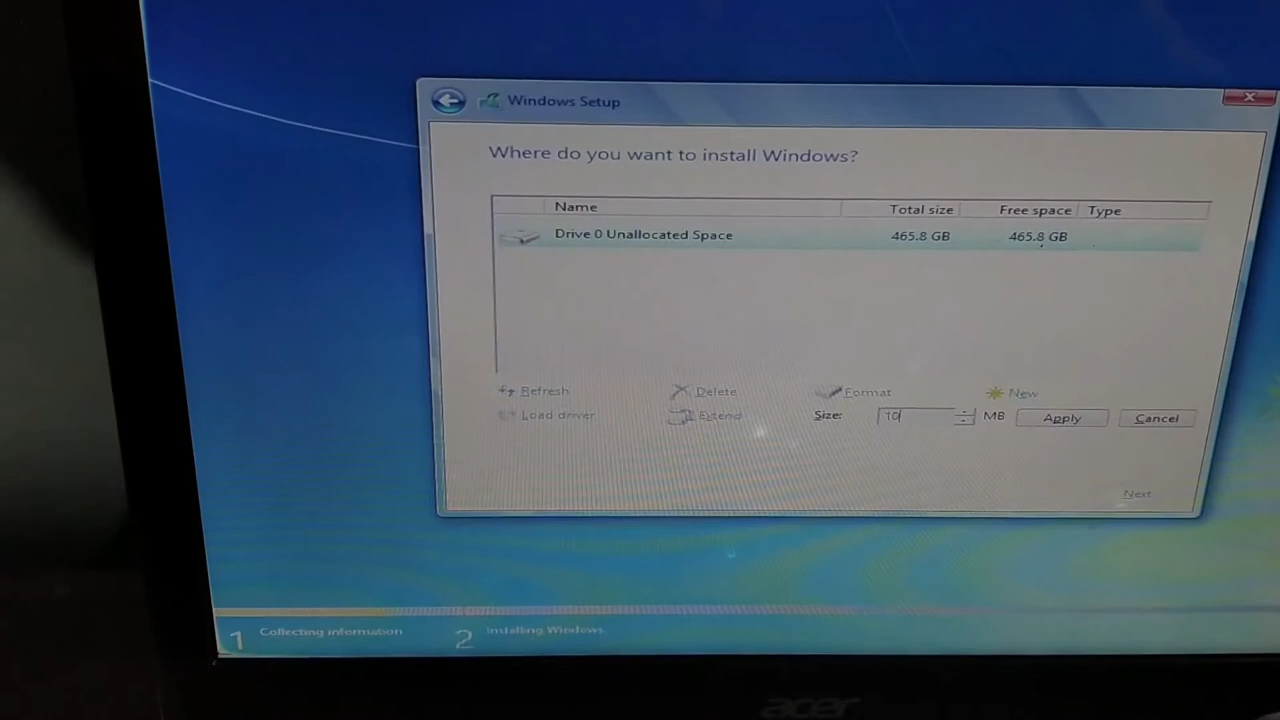 Windows Setup
Where do you want to install Windows?
Name Total size Free space Type
Drive 0 Unallocated Space 465.8 GB 465.8 GB
Refresh Delete Format New
Load driver Extend Size: 10 MB Apply Cancel
Next
1 Collecting information 2 Installing Windows
acer